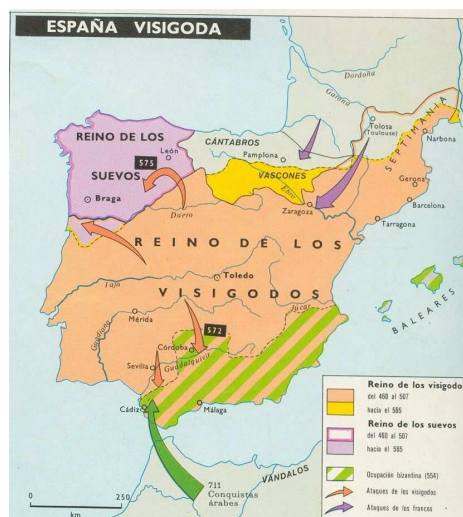 ESPAÑA VISIGODA
Dordoña
Garona
Tolosa
(Toulouse)
SEPTIMANIA
Narbona
REINO DE LOS
SUEVOS
León
575
Braga
CÁNTABROS
Pamplona
VASCONES
Ebro
Zaragoza
Gerona
Barcelona
Tarragona
Duero
REINO DE LOS
VISIGODOS
Toledo
Tajo
Júcar
BALEARES
Guadiana
Mérida
572
Córdoba
Guadalquivir
Sevilla
Cádiz
Málaga
711
Conquistas
árabes
VÁNDALOS
0 250
km
Reino de los visigodo
del 460 al 507
hacia el 565
Reino de los suevos
del 460 al 507
hacia el 565
Ocupación bizantina (554)
Ataques de los visigodos
Ataques de los francos